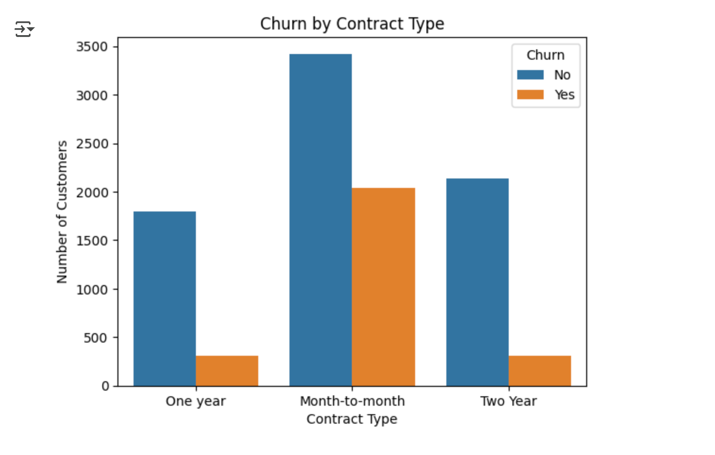 Churn by Contract Type
Churn
No
Yes
Number of Customers
3500
3000
2500
2000
1500
1000
500
0
One year Month-to-month Two Year
Contract Type